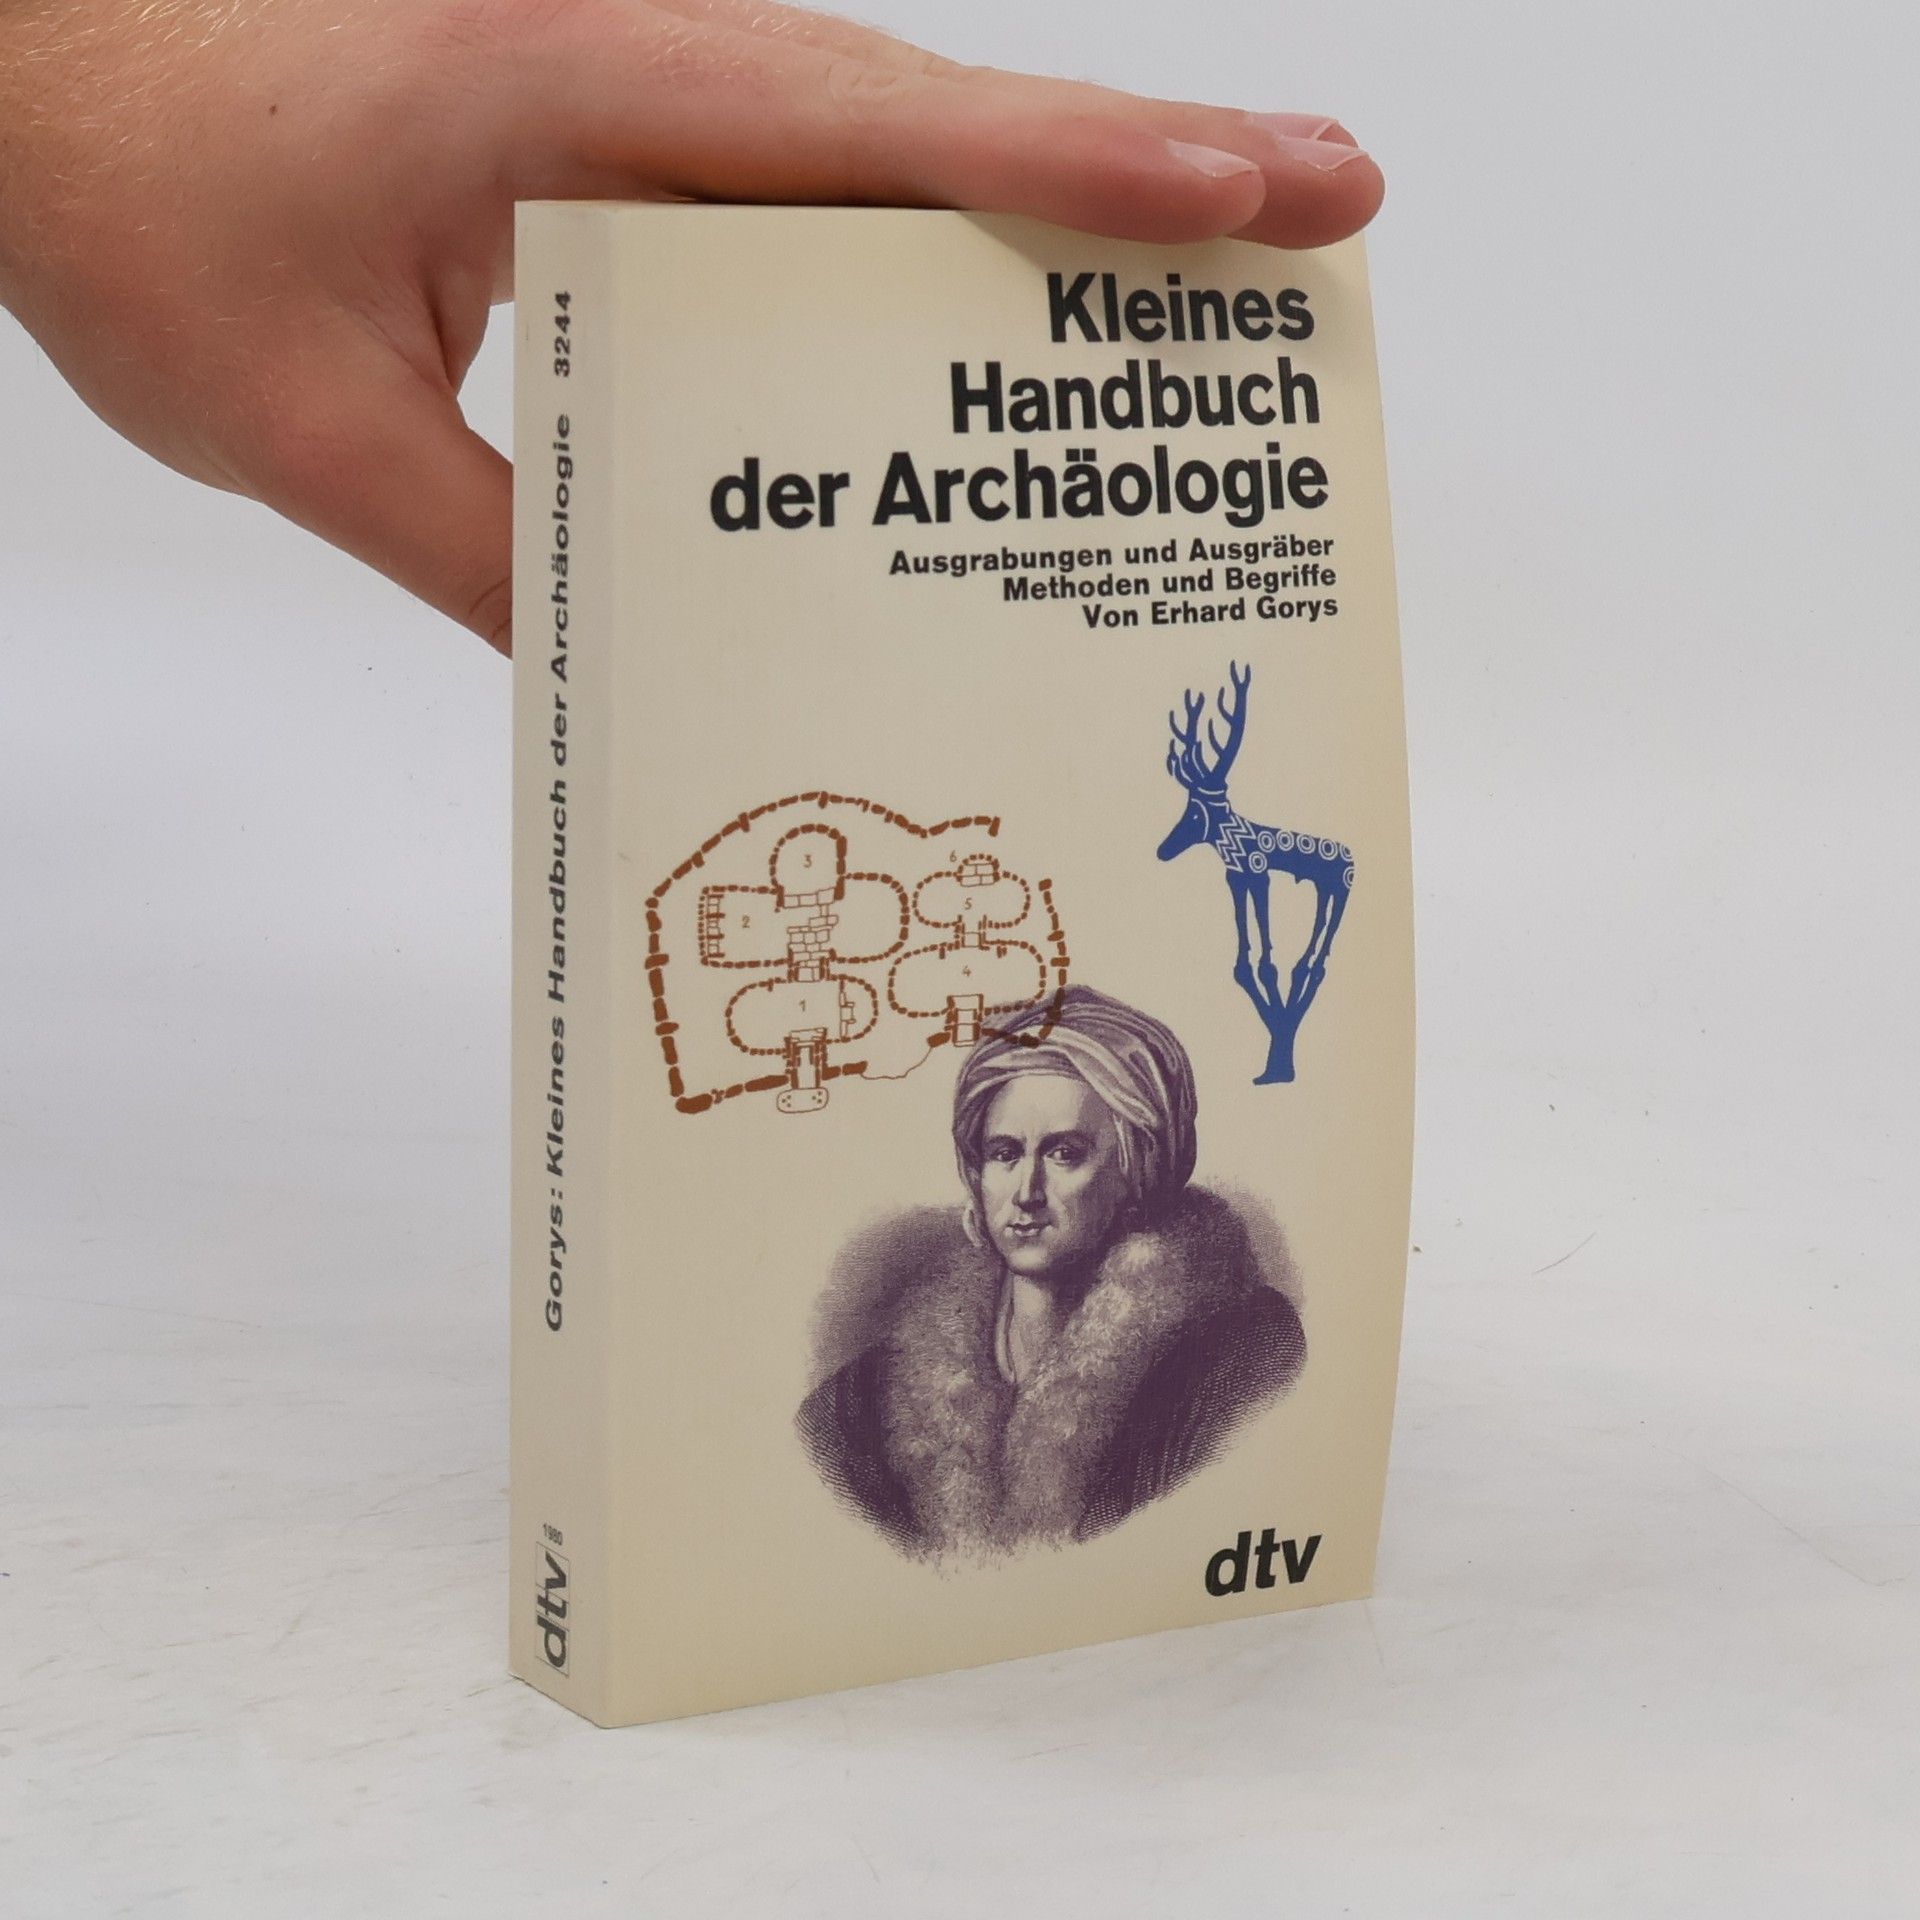 Kleines
Handbuch
der Archäologie
Ausgrabungen und Ausgräber
Methoden und Begriffe
Von Erhard Gorys
3
2
1
6
5
4
dtv
Gorys: Kleines Handbuch der Archäologie 3244
1980
dtv